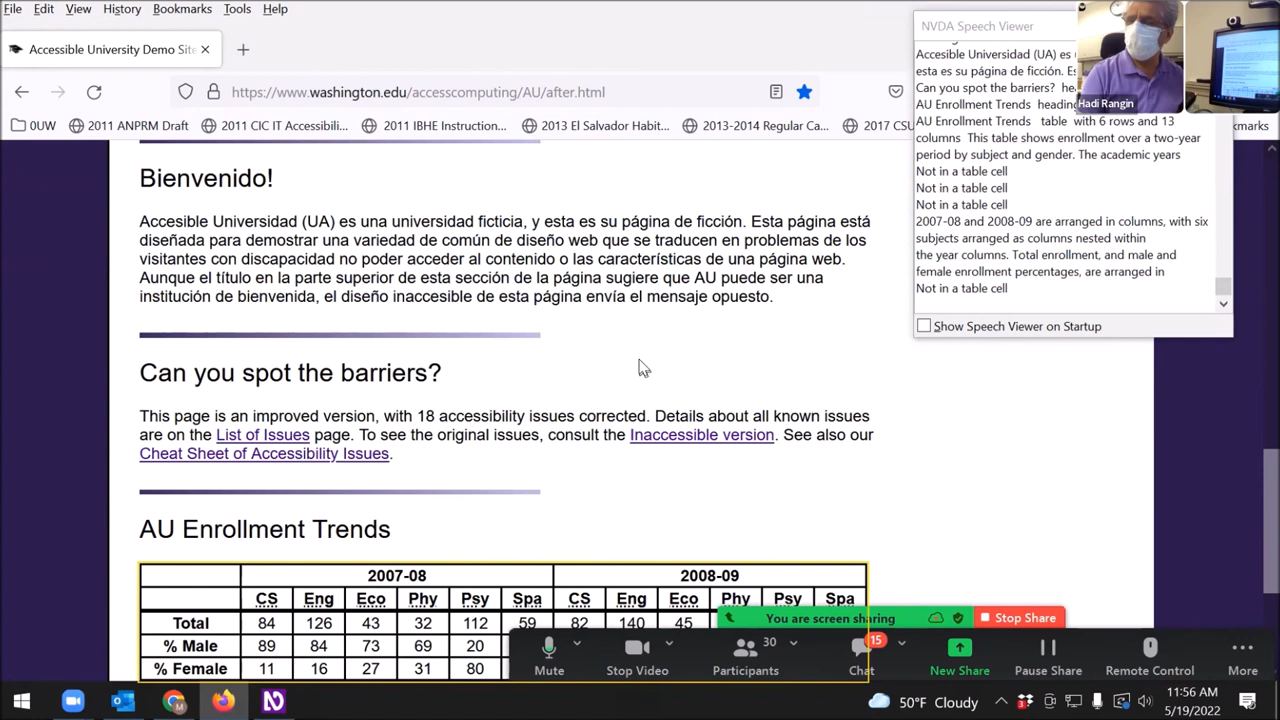 File Edit View History Bookmarks Tools Help
Accessible University Demo Sit
https://www.washington.edu/accesscomputing/AU/after.html
0UW 2011 ANPRM Draft 2011 CIC IT Accessibili... 2011 IBHE Instruction... 2013 El Salvador Habit... 2013-2014 Regular Ca... 2017 CSU
Bienvenido!
Accesible Universidad (UA) es una universidad ficticia, y esta es su página de ficción. Esta página está
diseñada para demostrar una variedad de común de diseño web que se traducen en problemas de los
visitantes con discapacidad no poder acceder al contenido o las características de una página web.
Aunque el título en la parte superior de esta sección de la página sugiere que AU puede ser una
institución de bienvenida, el diseño inaccesible de esta página envía el mensaje opuesto.
Can you spot the barriers?
This page is an improved version, with 18 accessibility issues corrected. Details about all known issues
are on the List of Issues page. To see the original issues, consult the Inaccessible version. See also our
Cheat Sheet of Accessibility Issues.
AU Enrollment Trends
2007-08 2008-09
CS Eng Eco Phy Psy Spa CS Eng Eco Phy Psy Spa
Total 84 126 43 32 112 59 82 140 45
% Male 89 84 73 69 20
% Female 11 16 27 31 80
NVDA Speech Viewer
Accesible Universidad (UA) es
esta es su página de ficción. Es
Can you spot the barriers? he
AU Enrollment Trends heading
AU Enrollment Trends table with 6 rows and 13
columns This table shows enrollment over a two-year
period by subject and gender. The academic years
Not in a table cell
Not in a table cell
Not in a table cell
2007-08 and 2008-09 are arranged in columns, with six
subjects arranged as columns nested within
the year columns. Total enrollment, and male and
female enrollment percentages, are arranged in
Not in a table cell
Show Speech Viewer on Startup
Hadi Rangin
kmarks
You are screen sharing Stop Share
30 15
Mute Stop Video Participants Chat New Share Pause Share Remote Control More
50°F Cloudy
11:56 AM
5/19/2022